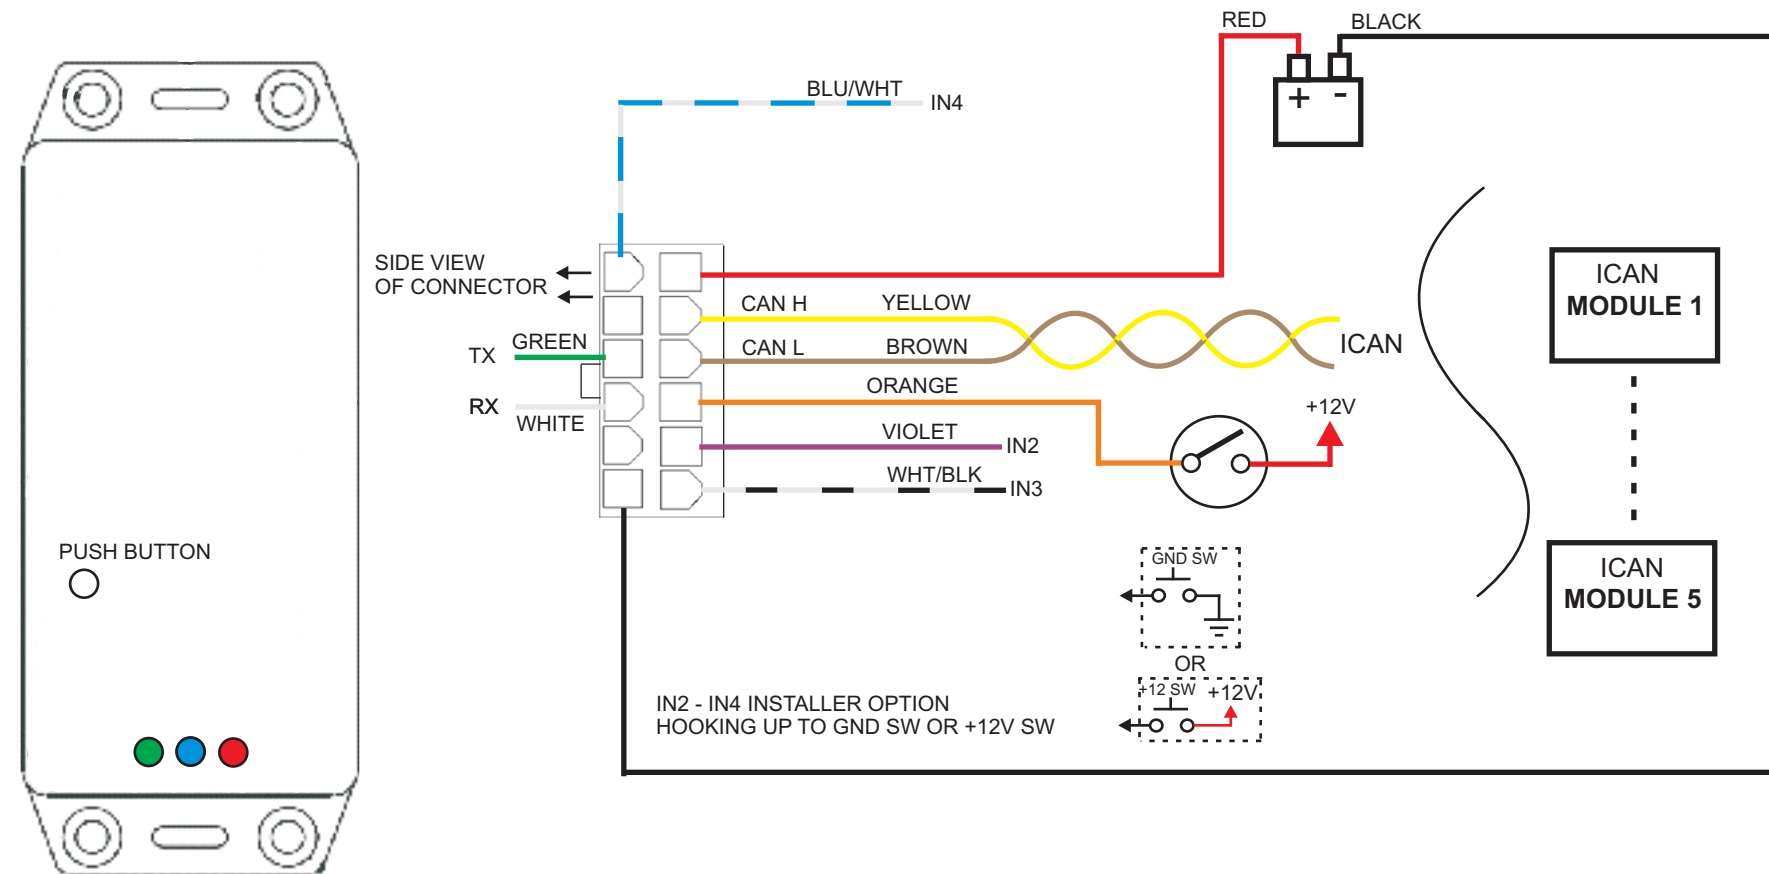 RED
BLACK
BLU/WHT
IN4
+ -
SIDE VIEW
OF CONNECTOR
CAN H
YELLOW
ICAN
MODULE 1
TX
GREEN
CAN L
BROWN
ICAN
ORANGE
RX
WHITE
+12V
VIOLET
IN2
WHT/BLK
IN3
PUSH BUTTON
GND SW
ICAN
MODULE 5
OR
+12 SW
+12V
IN2 - IN4 INSTALLER OPTION
HOOKING UP TO GND SW OR +12V SW